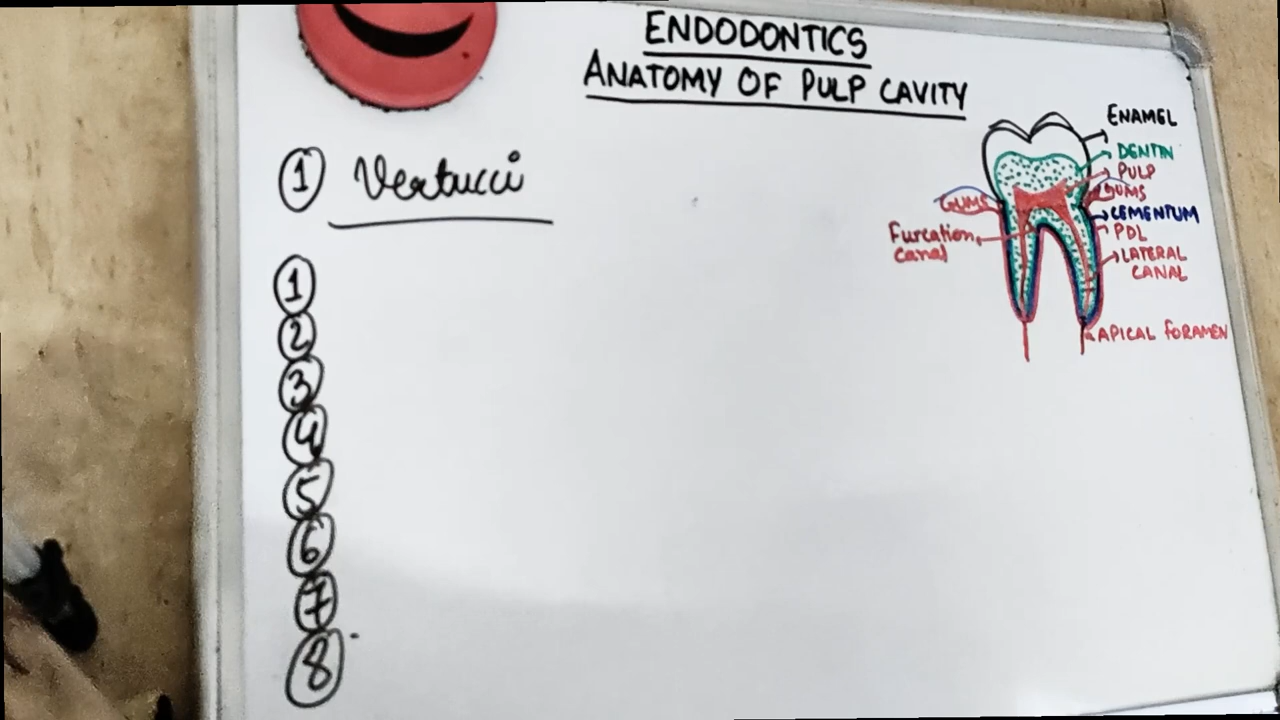 ENDODONTICS
ANATOMY OF PULP CAVITY
① Vertucci
①
②
③
④
⑤
⑥
⑦
⑧
ENAMEL
DENTIN
PULP
GUMS
GUMS
CEMENTUM
PDL
Furcation
canal
LATERAL
CANAL
APICAL FORAMEN